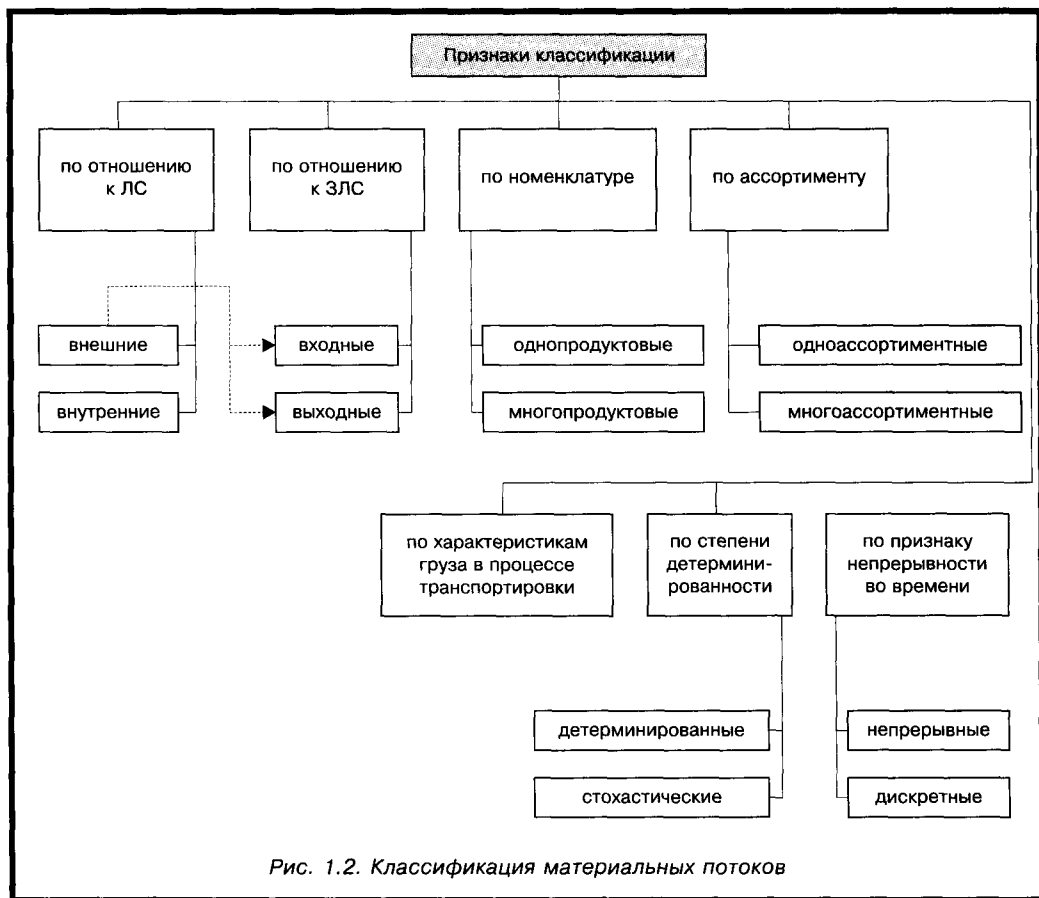 Признаки классификации
по отношению
к ЛС
по отношению
к ЗЛС
по номенклатуре
по ассортименту
внешние
входные
однопродуктовые
одноассортиментные
внутренние
выходные
многопродуктовые
многоассортиментные
по характеристикам
груза в процессе
транспортировки
по степени
детермини-
рованности
по признаку
непрерывности
во времени
детерминированные
непрерывные
стохастические
дискретные
Рис. 1.2. Классификация материальных потоков